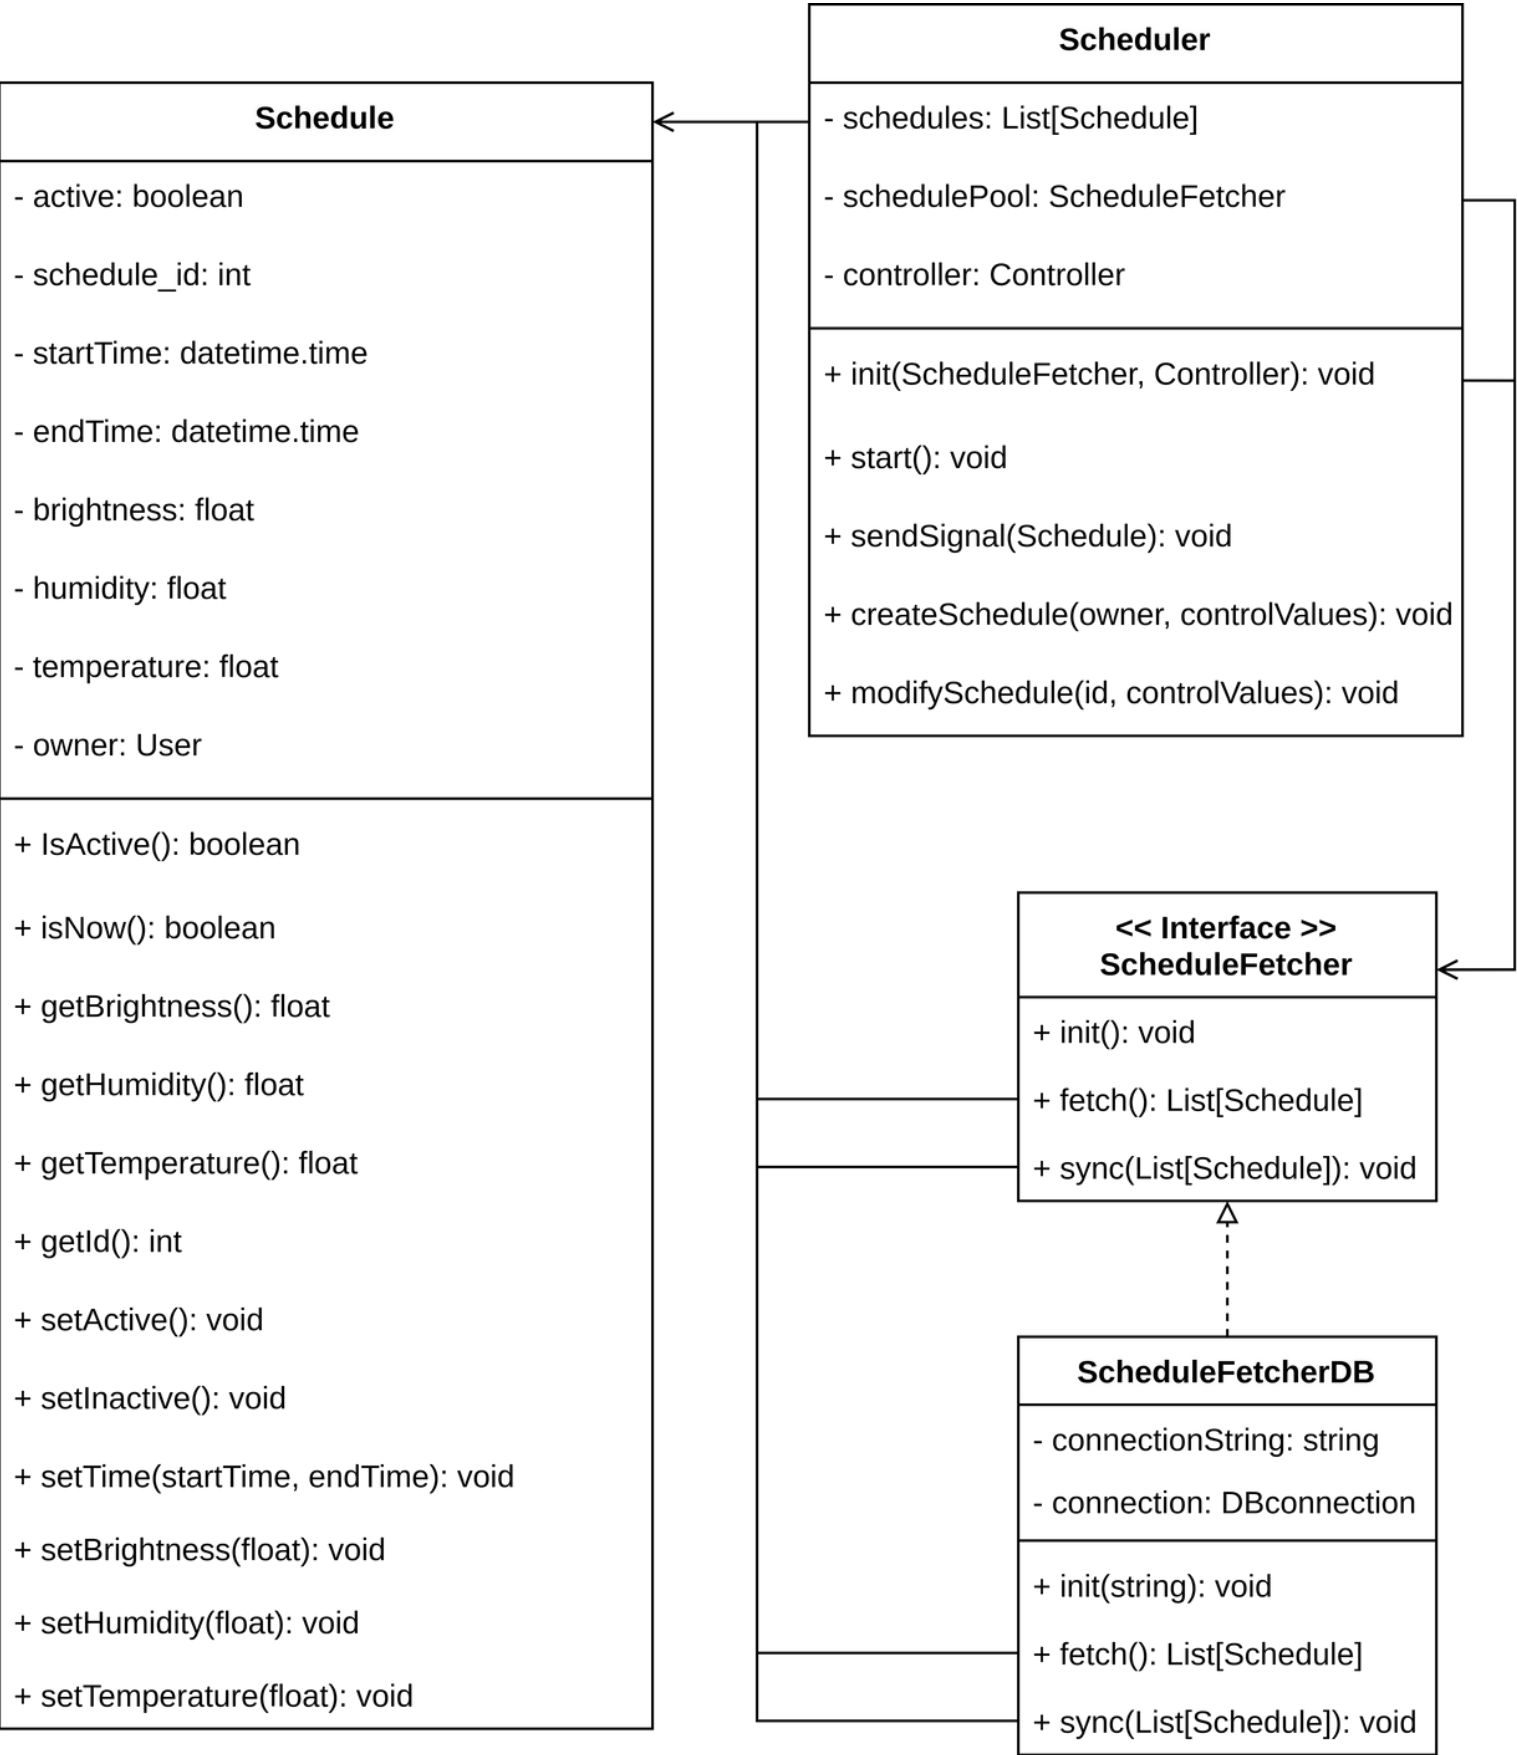 Schedule
- active: boolean
- schedule_id: int
- startTime: datetime.time
- endTime: datetime.time
- brightness: float
- humidity: float
- temperature: float
- owner: User
+ IsActive(): boolean
+ isNow(): boolean
+ getBrightness(): float
+ getHumidity(): float
+ getTemperature(): float
+ getId(): int
+ setActive(): void
+ setInactive(): void
+ setTime(startTime, endTime): void
+ setBrightness(float): void
+ setHumidity(float): void
+ setTemperature(float): void
Scheduler
- schedules: List[Schedule]
- schedulePool: ScheduleFetcher
- controller: Controller
+ init(ScheduleFetcher, Controller): void
+ start(): void
+ sendSignal(Schedule): void
+ createSchedule(owner, controlValues): void
+ modifySchedule(id, controlValues): void
<< Interface >>
ScheduleFetcher
+ init(): void
+ fetch(): List[Schedule]
+ sync(List[Schedule]): void
ScheduleFetcherDB
- connectionString: string
- connection: DBconnection
+ init(string): void
+ fetch(): List[Schedule]
+ sync(List[Schedule]): void